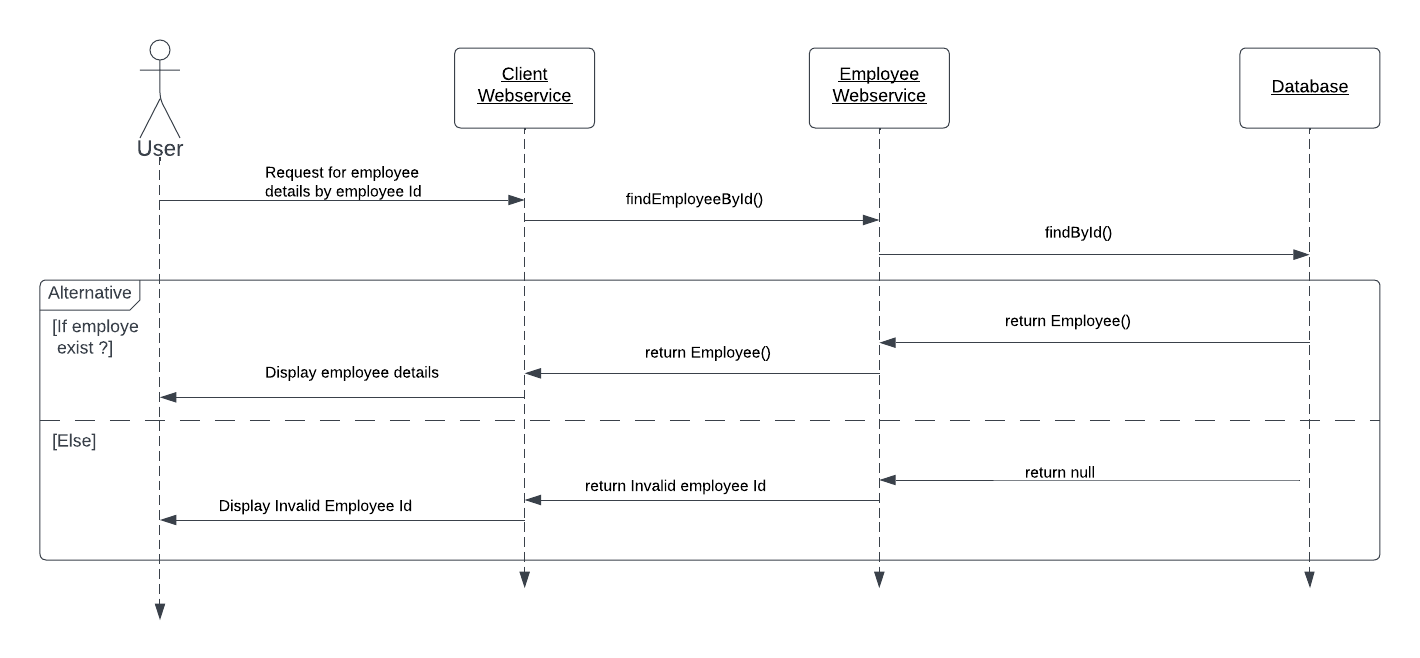 User
Client
Webservice
Employee
Webservice
Database
Request for employee
details by employee Id
findEmployeeById()
findById()
Alternative
[If employe
exist ?]
return Employee()
return Employee()
Display employee details
[Else]
return null
return Invalid employee Id
Display Invalid Employee Id